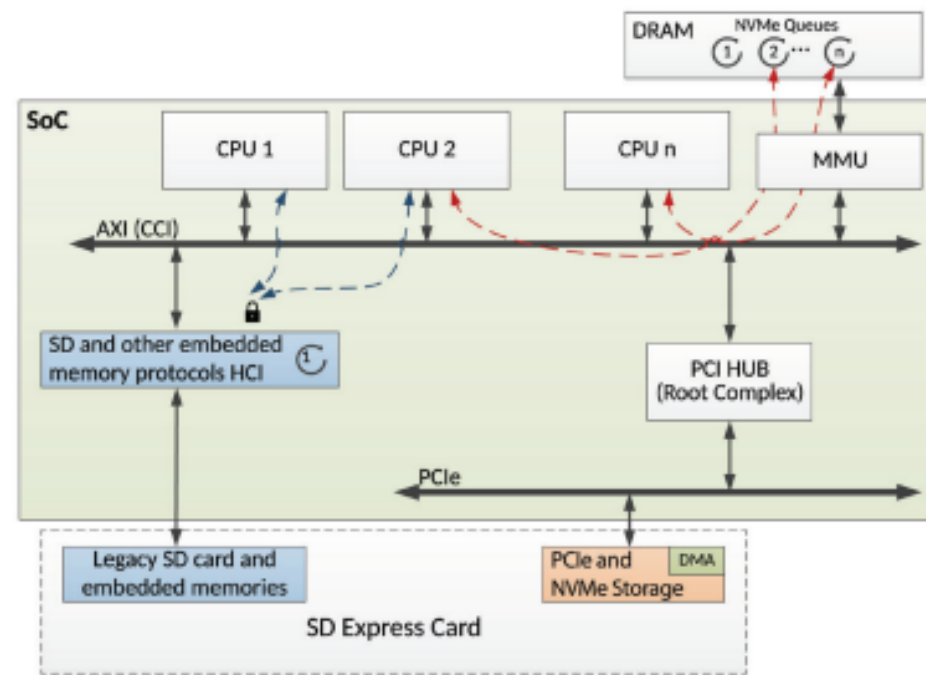 DRAM
NVMe Queues
1 2 ... n
SoC
CPU 1
CPU 2
CPU n
MMU
AXI (CCI)
SD and other embedded
memory protocols HCI
1
PCI HUB
(Root Complex)
PCIe
Legacy SD card and
embedded memories
PCIe and
NVMe Storage
DMA
SD Express Card